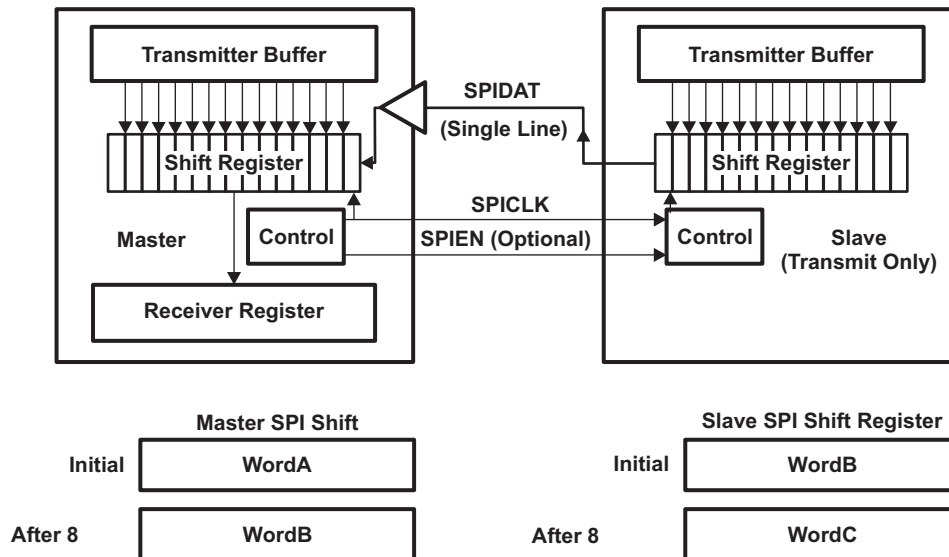 Transmitter Buffer
Transmitter Buffer
SPIDAT
(Single Line)
Shift Register
Shift Register
SPICLK
Master
Control
SPIEN (Optional)
Control
Slave
(Transmit Only)
Receiver Register
Master SPI Shift
Slave SPI Shift Register
Initial
WordA
Initial
WordB
After 8
WordB
After 8
WordC